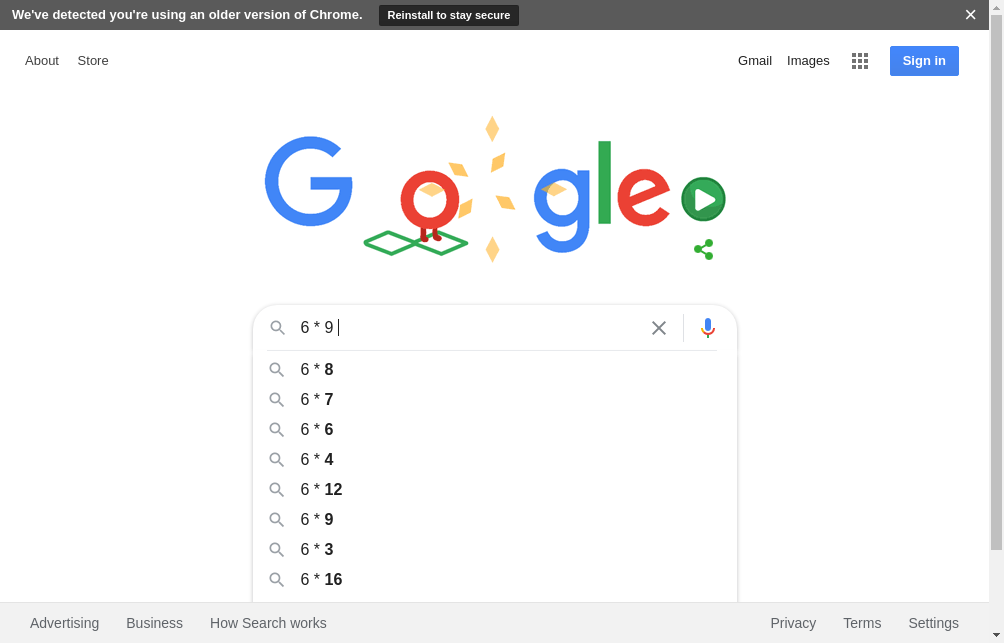 We've detected you're using an older version of Chrome. Reinstall to stay secure
About Store Gmail Images Sign in
Google
6 * 9
6 * 8
6 * 7
6 * 6
6 * 4
6 * 12
6 * 9
6 * 3
6 * 16
Advertising Business How Search works Privacy Terms Settings